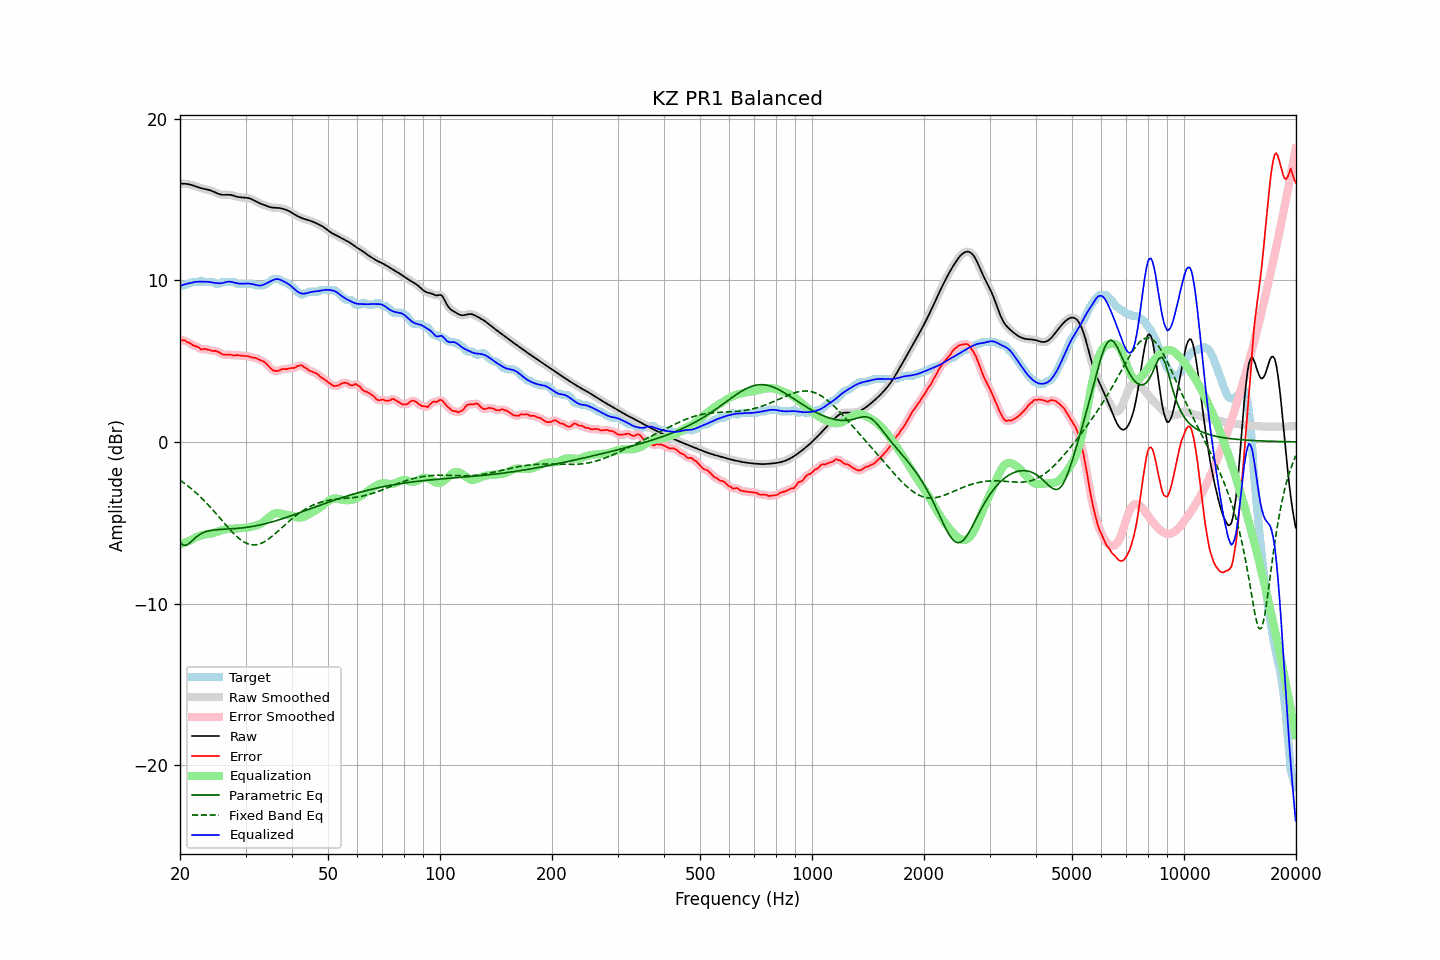 KZ PR1 Balanced
20
10
0
−10
−20
Amplitude (dBr)
Target
Raw Smoothed
Error Smoothed
Raw
Error
Equalization
Parametric Eq
Fixed Band Eq
Equalized
20 50 100 200 500 1000 2000 5000 10000 20000
Frequency (Hz)